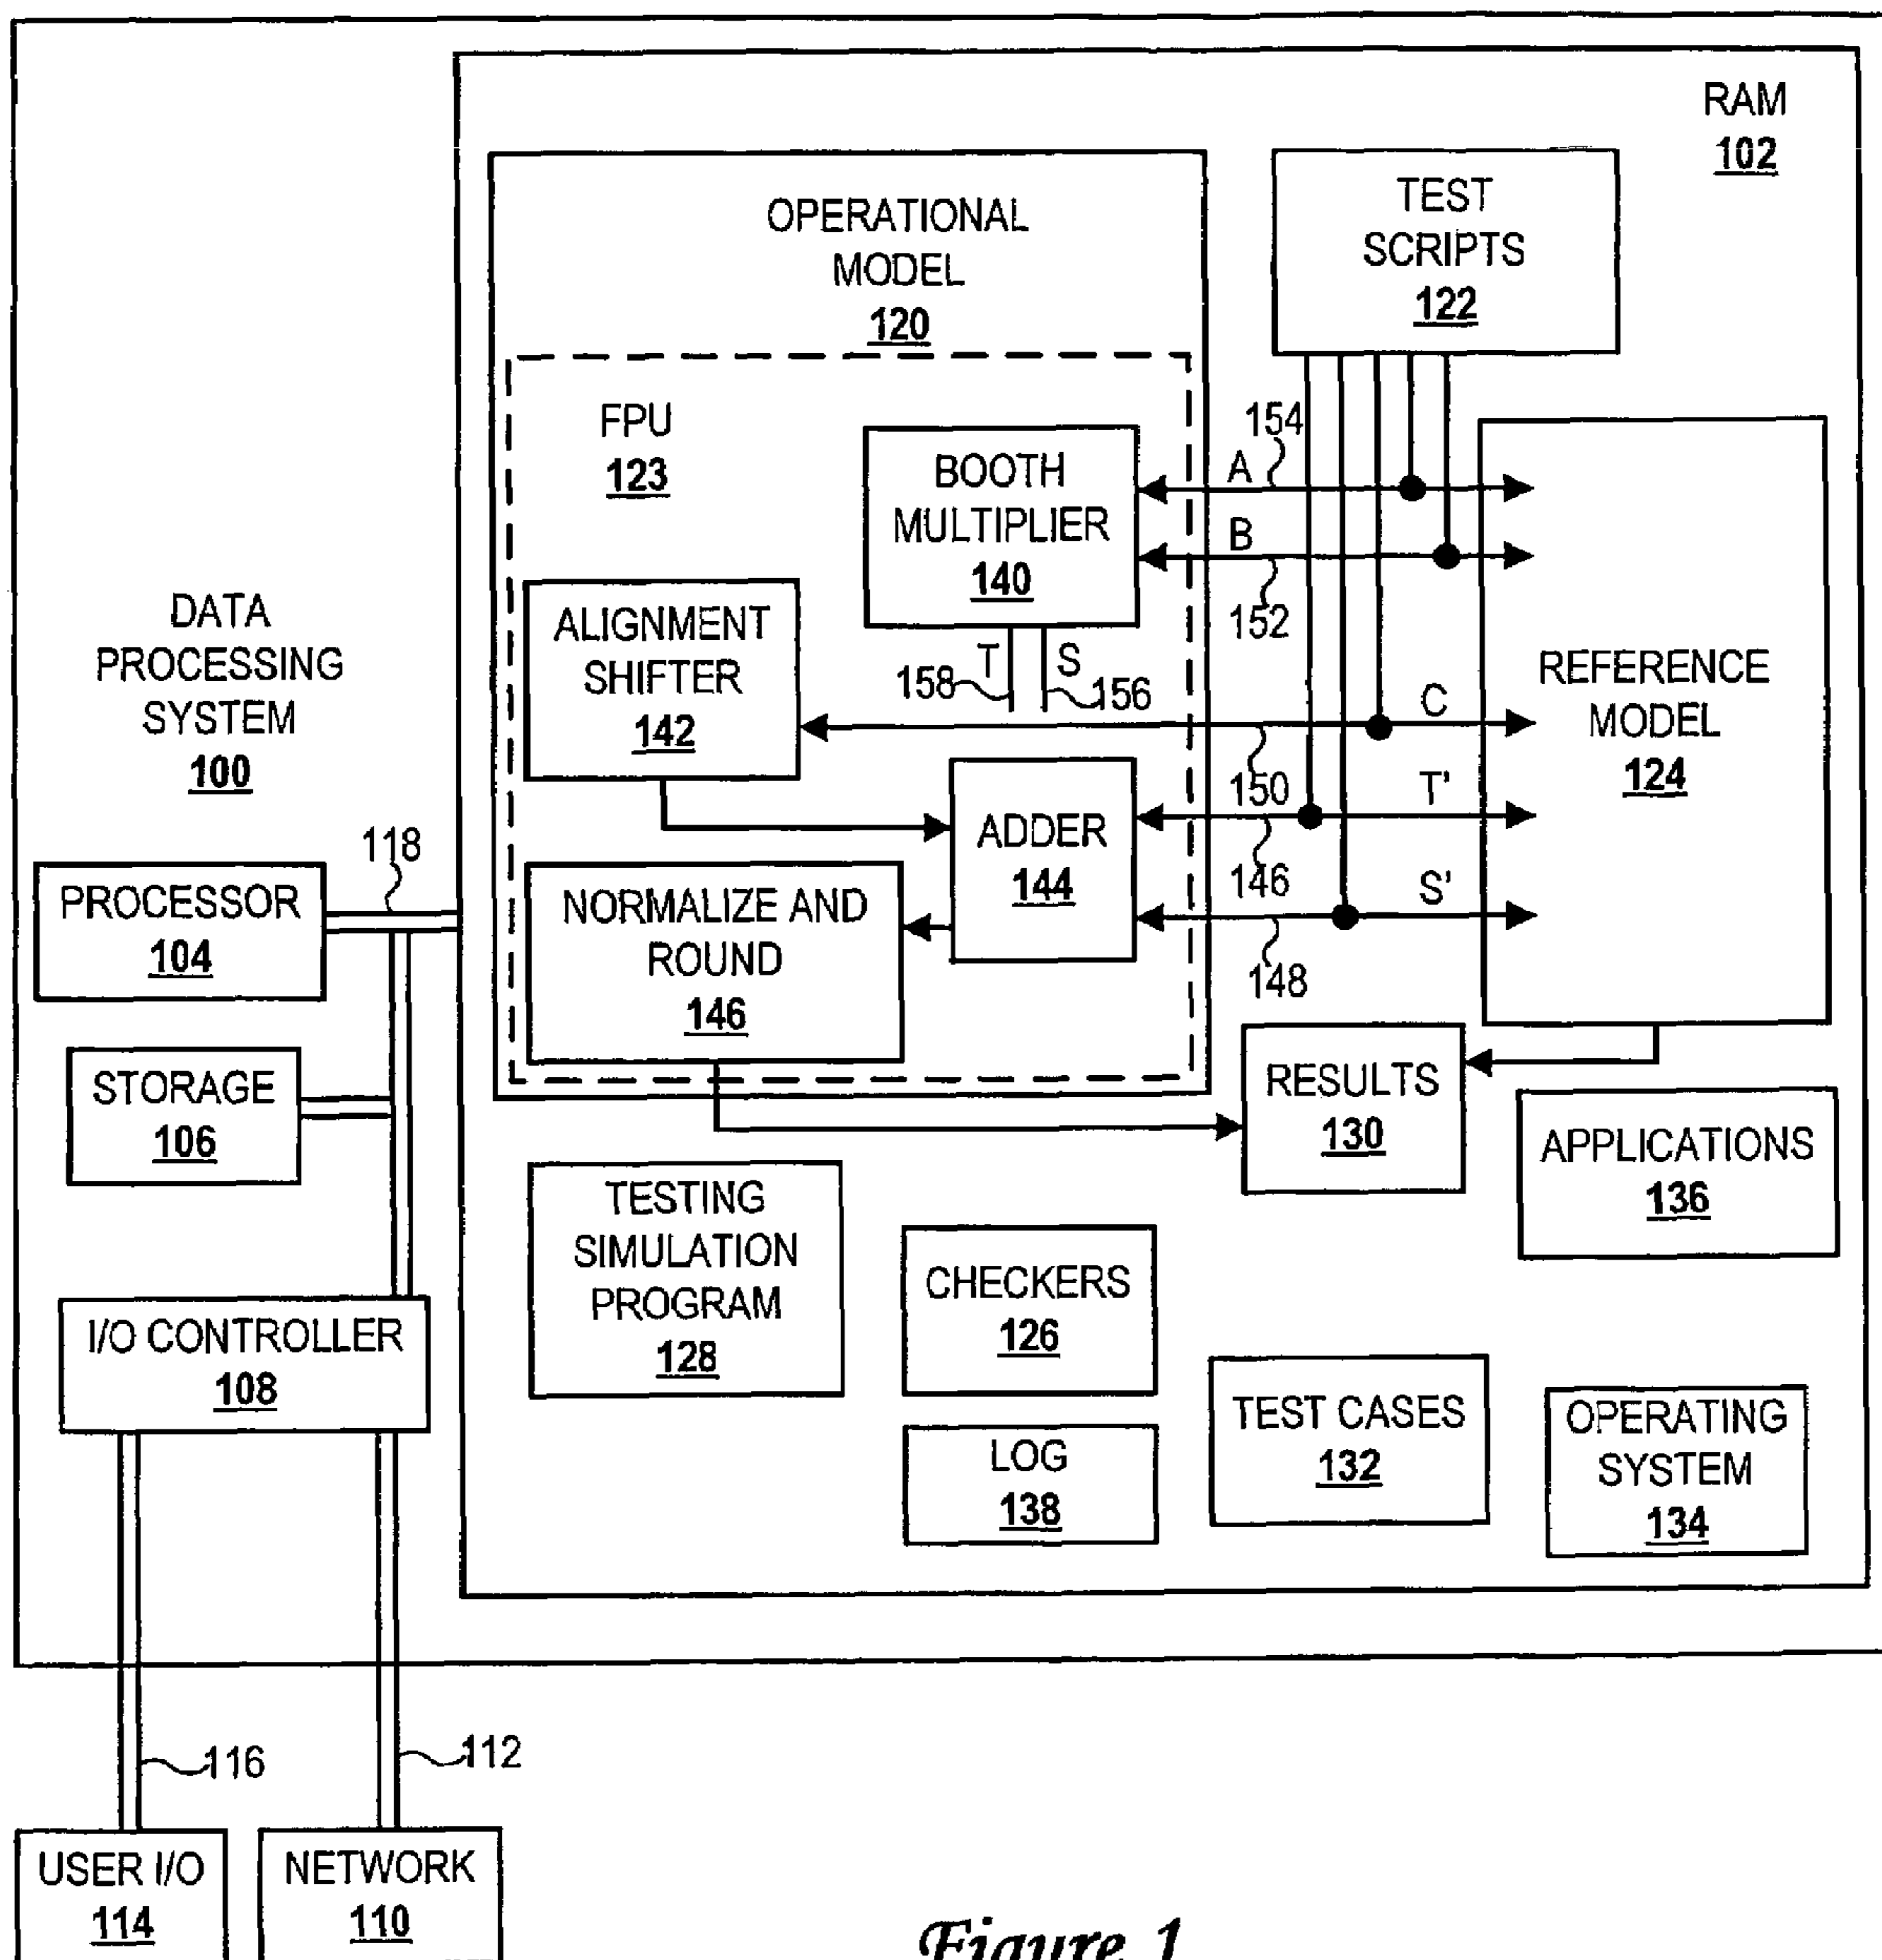 RAM
102
OPERATIONAL
MODEL
120
TEST
SCRIPTS
122
FPU
123
BOOTH
MULTIPLIER
140
154
A
B
152
ALIGNMENT
SHIFTER
142
T
S
158
156
C
150
T'
146
S'
148
REFERENCE
MODEL
124
DATA
PROCESSING
SYSTEM
100
ADDER
144
NORMALIZE AND
ROUND
146
118
PROCESSOR
104
STORAGE
106
RESULTS
130
APPLICATIONS
136
TESTING
SIMULATION
PROGRAM
128
CHECKERS
126
I/O CONTROLLER
108
LOG
138
TEST CASES
132
OPERATING
SYSTEM
134
116
112
USER I/O
114
NETWORK
110
Figure 1